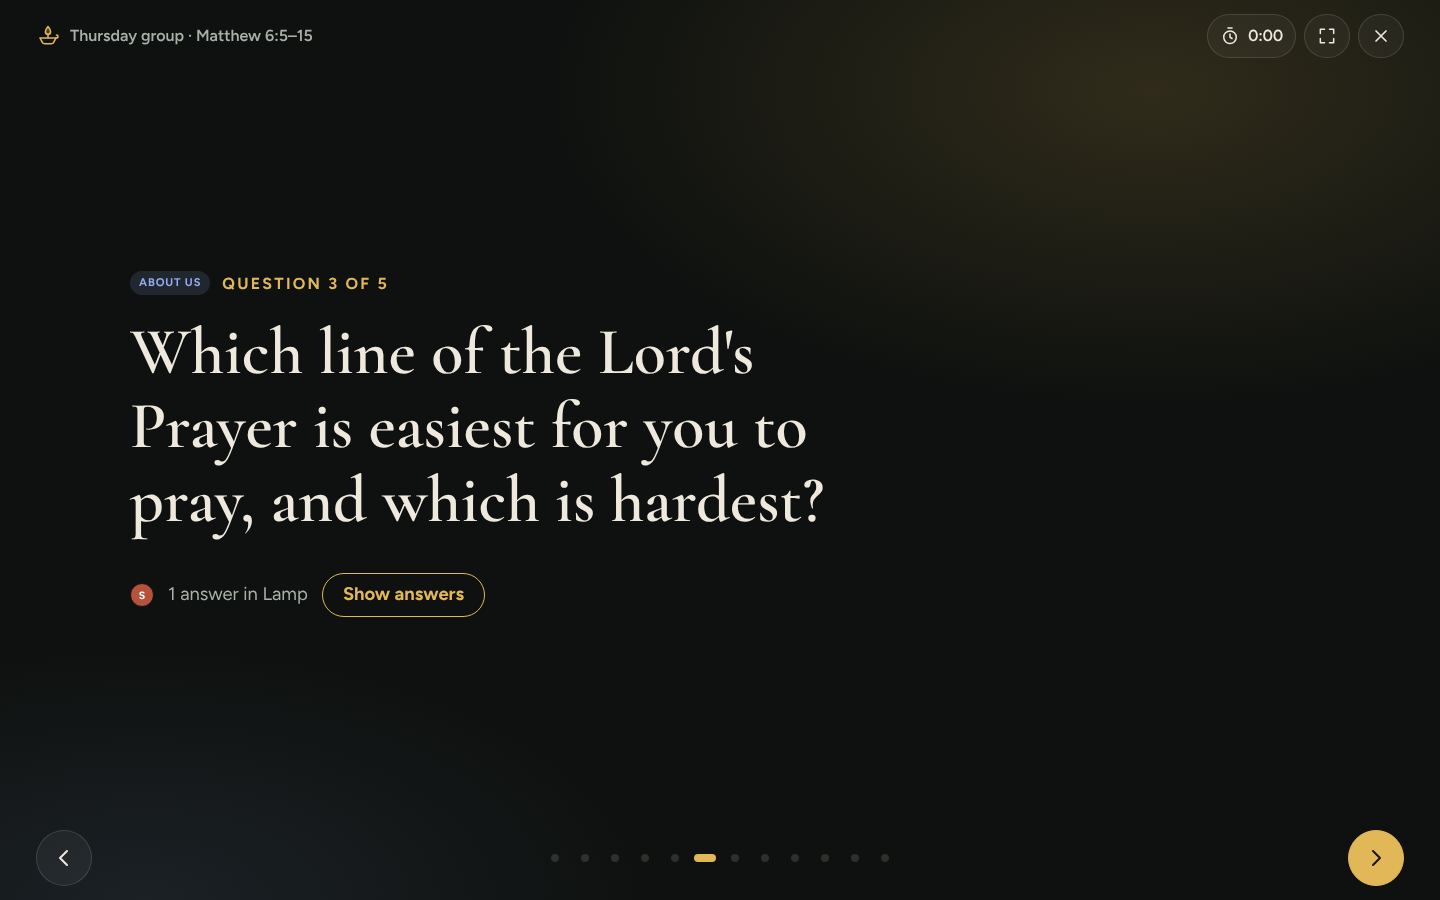 Thursday group · Matthew 6:5–15
0:00
ABOUT US QUESTION 3 OF 5
Which line of the Lord's
Prayer is easiest for you to
pray, and which is hardest?
S 1 answer in Lamp Show answers